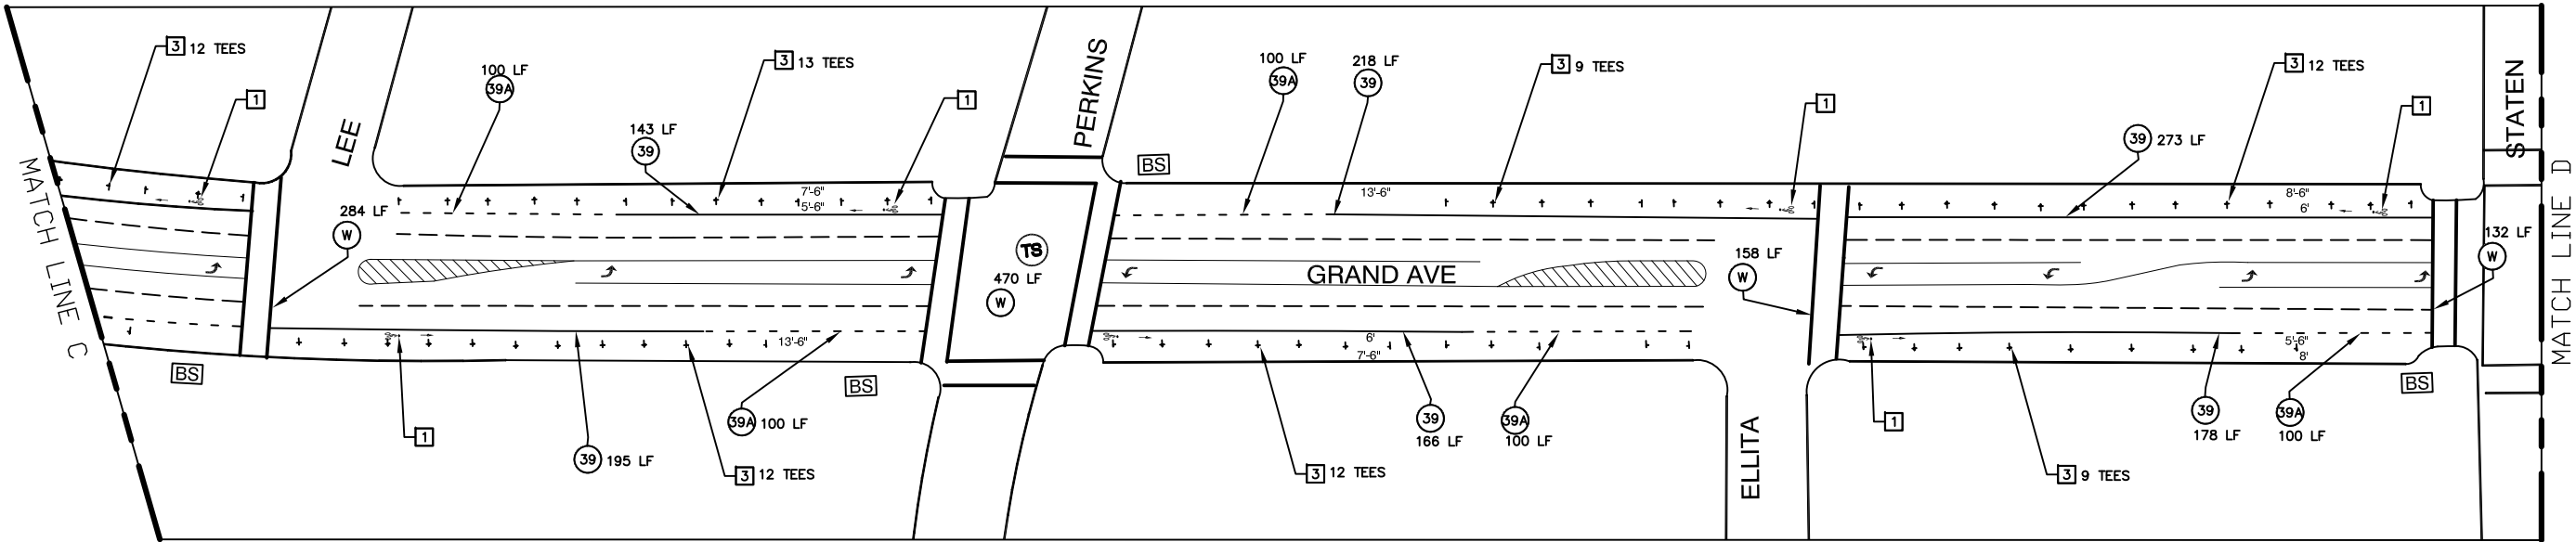 3 12 TEES
1
LEE
100 LF
39A
143 LF
39
3 13 TEES
1
PERKINS
BS
100 LF
39A
218 LF
39
3 9 TEES
1
39 273 LF
3 12 TEES
1
STATEN
MATCH LINE C
284 LF
W
7'-6"
5'-6"
TS
470 LF
W
13'-6"
GRAND AVE
158 LF
W
8'-6"
6'
132 LF
W
MATCH LINE D
13'-6"
6'
7'-6"
5'-6"
8'
BS
1
39 195 LF
39A 100 LF
3 12 TEES
BS
3 12 TEES
39
166 LF
39A
100 LF
ELLITA
1
3 9 TEES
39
178 LF
39A
100 LF
BS